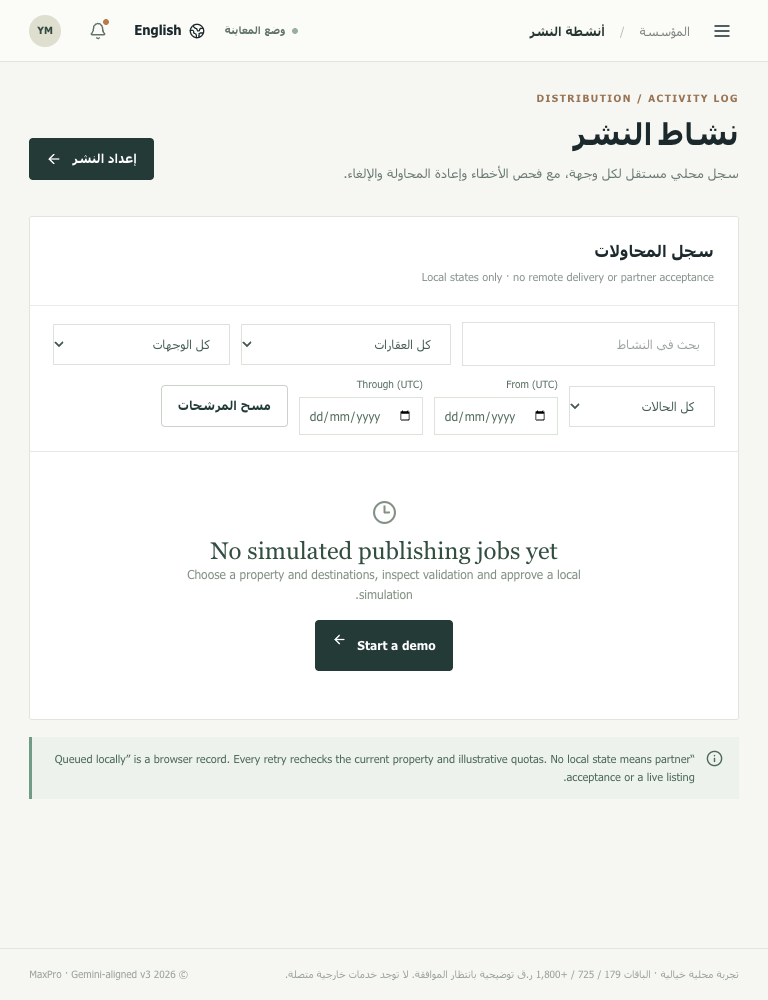 المؤسسة / أنشطة النشر
وضع المعاينة
English
YM
DISTRIBUTION / ACTIVITY LOG
نشاط النشر
سجل محلي مستقل لكل وجهة، مع فحص الأخطاء وإعادة المحاولة والإلغاء.
إعداد النشر
سجل المحاولات
Local states only · no remote delivery or partner acceptance
بحث في النشاط
كل العقارات
كل الوجهات
كل الحالات
From (UTC)
dd/mm/yyyy
Through (UTC)
dd/mm/yyyy
مسح المرشحات
No simulated publishing jobs yet
Choose a property and destinations, inspect validation and approve a local
simulation.
Start a demo
"Queued locally” is a browser record. Every retry rechecks the current property and illustrative quotas. No local state means partner
acceptance or a live listing.
تجربة محلية خيالية · الباقات 179 / 725 / +1,800 ر.ق توضيحية بانتظار الموافقة. لا توجد خدمات خارجية متصلة.
MaxPro · Gemini-aligned v3 2026 ©